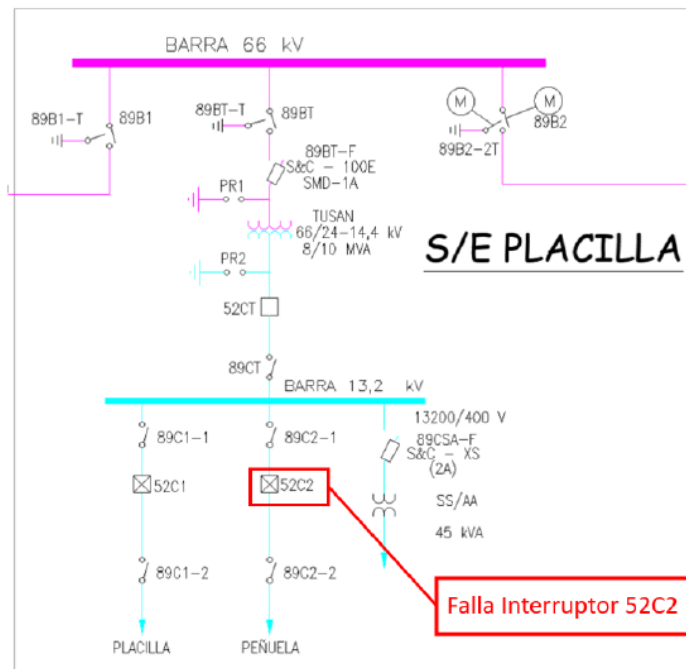 BARRA 66 kV
89B1-T
89B1
89BT-T
89BT
M
M
89B2
89B2-2T
89BT-F
S&C - 100E
SMD-1A
PR1
TUSAN
66/24-14,4 kV
8/10 MVA
S/E PLACILLA
PR2
52CT
89CT
BARRA 13,2 kV
13200/400 V
89C1-1
89C2-1
89CSA-F
S&C - XS
(2A)
52C1
52C2
SS/AA
45 kVA
89C1-2
89C2-2
Falla Interruptor 52C2
PLACILLA
PEÑUELA